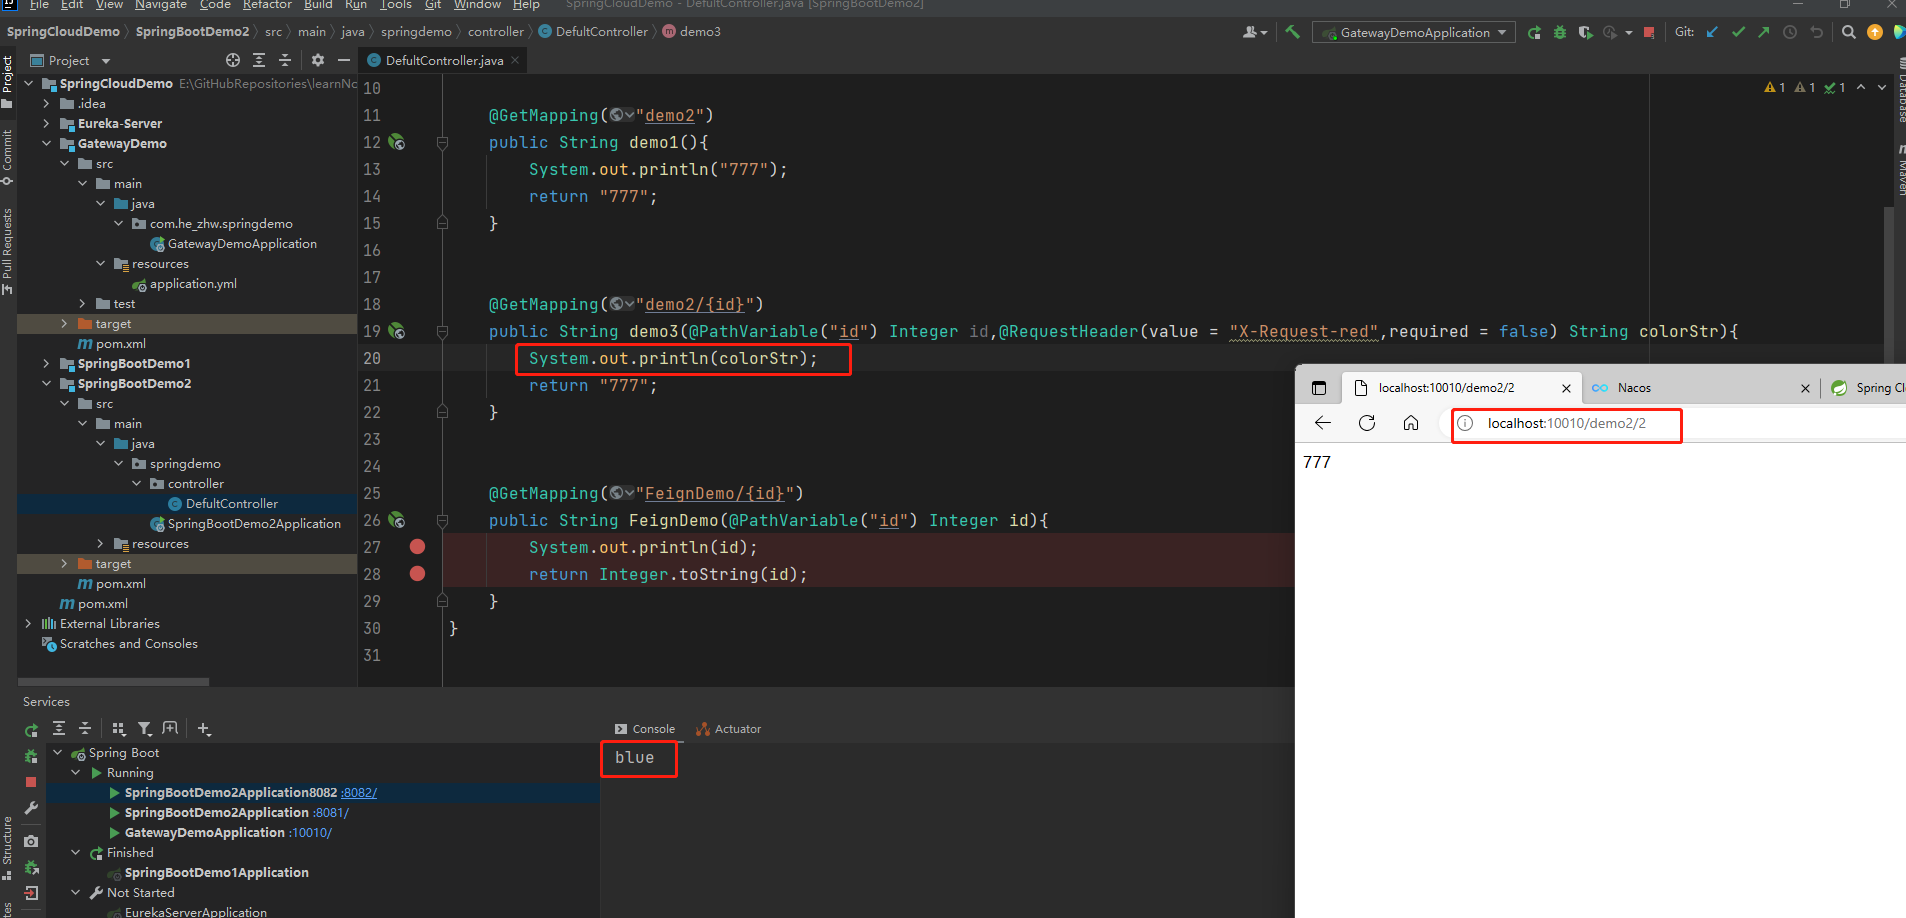 File Edit View Navigate Code Refactor Build Run Tools Git Window Help SpringCloudDemo - DefultController.java [SpringBootDemo2]
SpringCloudDemo SpringBootDemo2 src main java springdemo controller DefultController demo3 GatewayDemoApplication Git:
Project DefultController.java
SpringCloudDemo E:\GitHubRepositories\learnNc
.idea
Eureka-Server
GatewayDemo
src
main
java
com.he_zhw.springdemo
GatewayDemoApplication
resources
application.yml
test
target
pom.xml
SpringBootDemo1
SpringBootDemo2
src
main
java
springdemo
controller
DefultController
SpringBootDemo2Application
resources
target
pom.xml
pom.xml
External Libraries
Scratches and Consoles
Project
Commit
Pull Requests
Structure
Database
Maven
1 1 1
10
11 @GetMapping("demo2")
12 public String demo1(){
13 System.out.println("777");
14 return "777";
15 }
16
17
18 @GetMapping("demo2/{id}")
19 public String demo3(@PathVariable("id") Integer id,@RequestHeader(value = "X-Request-red",required = false) String colorStr){
20 System.out.println(colorStr);
21 return "777";
22 }
23
24
25 @GetMapping("FeignDemo/{id}")
26 public String FeignDemo(@PathVariable("id") Integer id){
27 System.out.println(id);
28 return Integer.toString(id);
29 }
30 }
31
localhost:10010/demo2/2 Nacos Spring Cl
localhost:10010/demo2/2
777
Services
Console Actuator
blue
Spring Boot
Running
SpringBootDemo2Application8082 :8082/
SpringBootDemo2Application :8081/
GatewayDemoApplication :10010/
Finished
SpringBootDemo1Application
Not Started
EurekaServerApplication